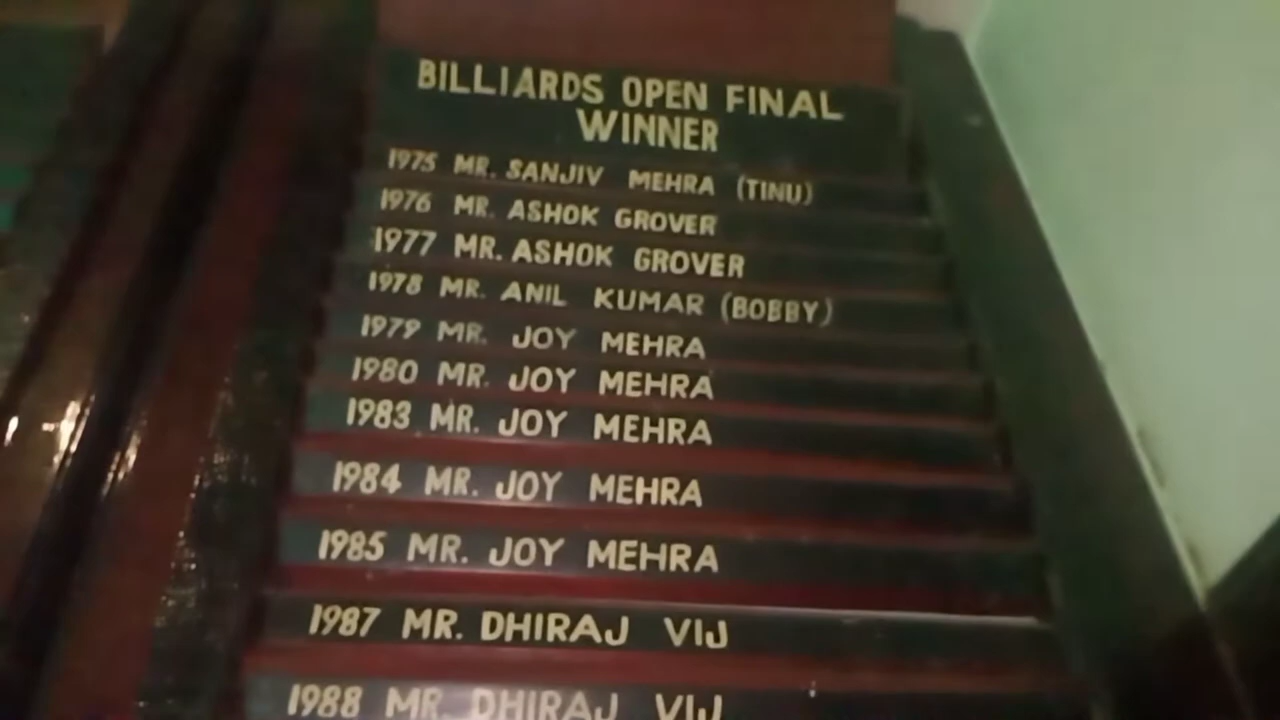 BILLIARDS OPEN FINAL
WINNER
1975 MR. SANJIV MEHRA (TINU)
1976 MR. ASHOK GROVER
1977 MR. ASHOK GROVER
1978 MR. ANIL KUMAR (BOBBY)
1979 MR. JOY MEHRA
1980 MR. JOY MEHRA
1983 MR. JOY MEHRA
1984 MR. JOY MEHRA
1985 MR. JOY MEHRA
1987 MR. DHIRAJ VIJ
1988 MR. DHIRAJ VIJ